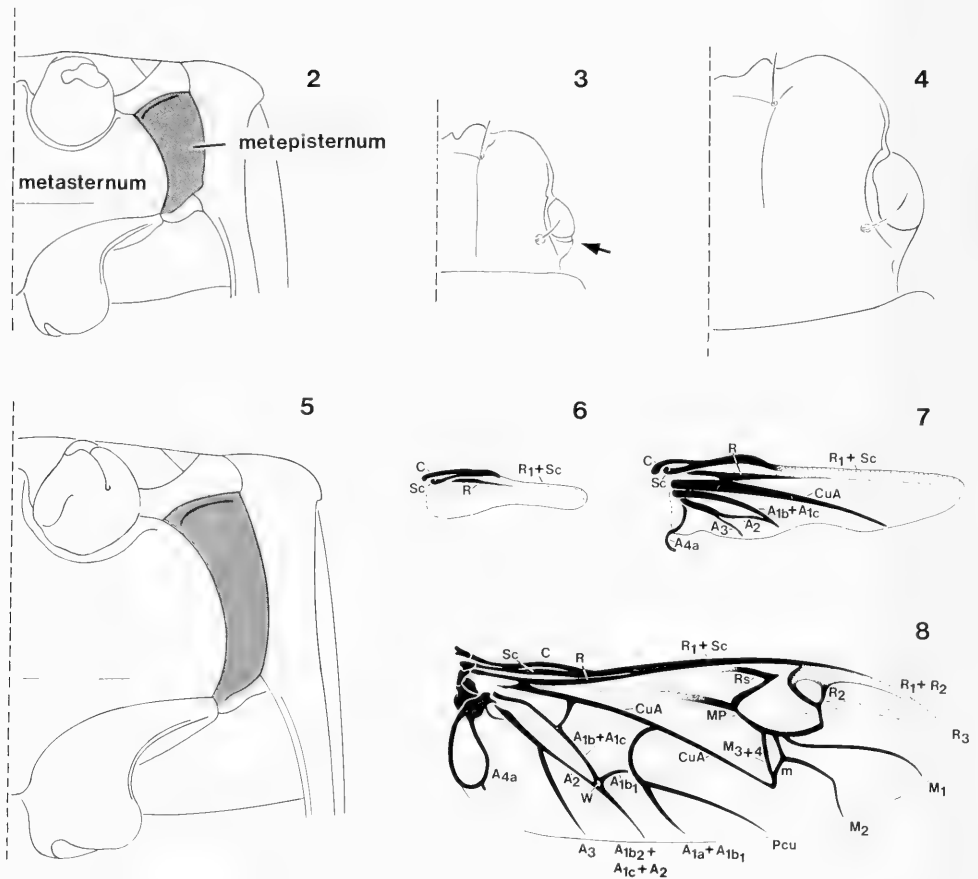 2
metepisternum
metasternum
3
4
5
6
C
Sc
R
R1 + Sc
7
C
Sc
R
R1 + Sc
CuA
A1b + A1c
A2
A3
A4a
8
Sc
C
R
R1 + Sc
Rs
R2
R1 + R2
R3
MP
CuA
A1b + A1c
M3+4
CuA
m
M1
M2
A4a
A2
W
A1b1
A3
A1b2 +
A1c + A2
A1a + A1b1
Pcu